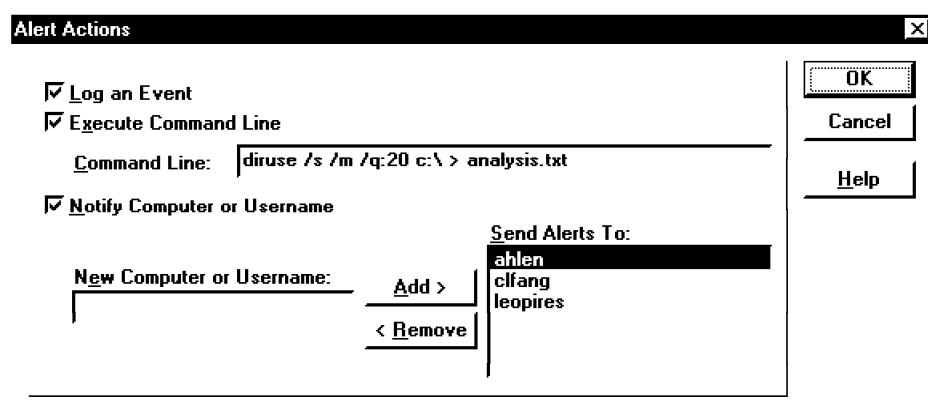 Alert Actions
Log an Event
Execute Command Line
Command Line: diruse /s /m /q:20 c:\ > analysis.txt
Notify Computer or Username
New Computer or Username:
Add >
< Remove
Send Alerts To:
ahlen
clfang
leopires
OK
Cancel
Help